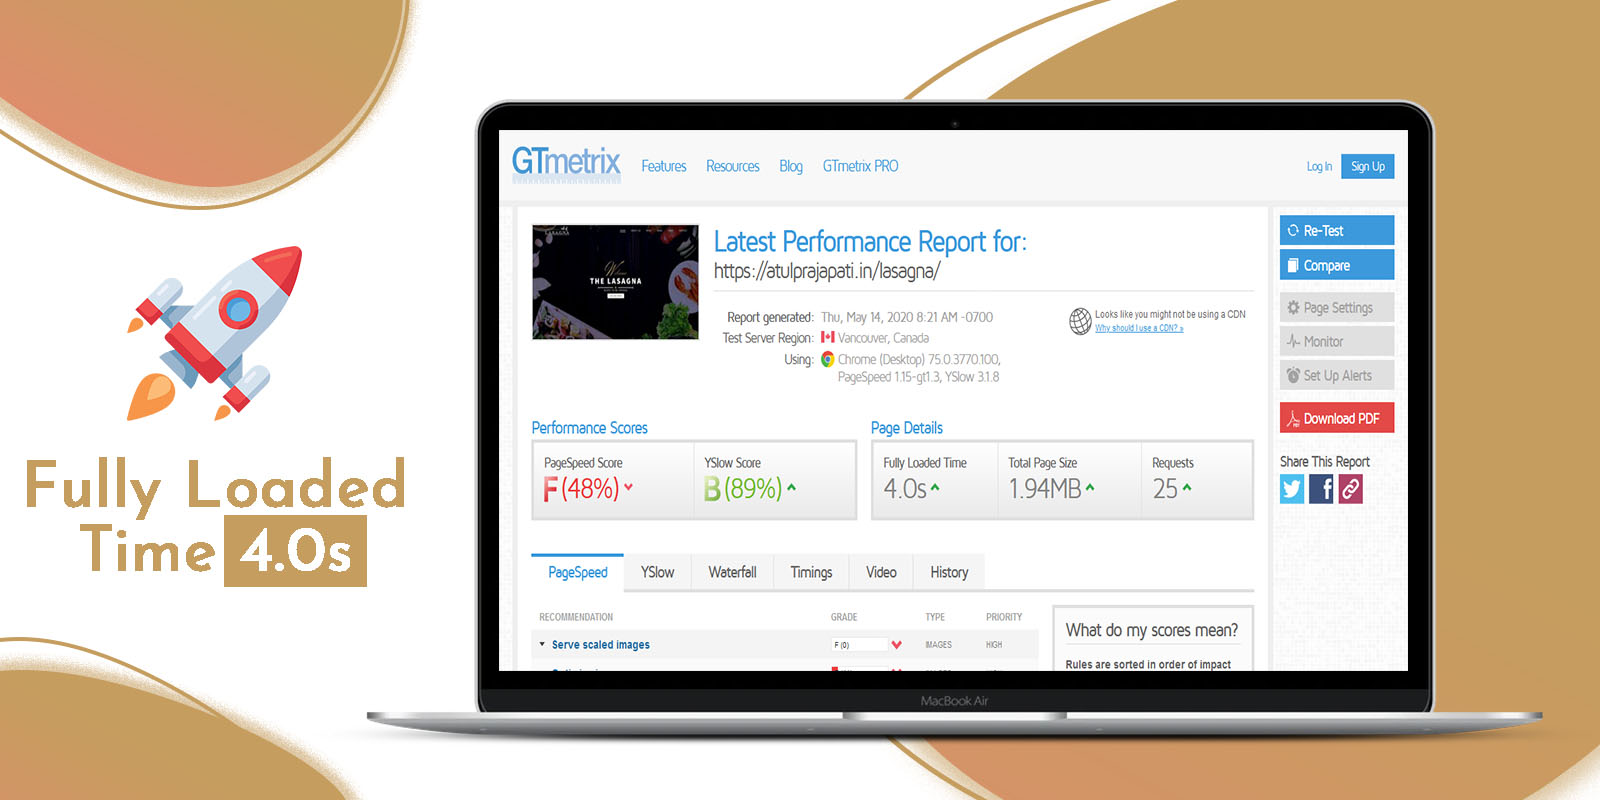 Fully Loaded
Time 4.0s
GTmetrix Features Resources Blog GTmetrix PRO Log In Sign Up
THE LASAGNA
Latest Performance Report for:
https://atulprajapati.in/lasagna/
Report generated: Thu, May 14, 2020 8:21 AM -0700
Test Server Region: Vancouver, Canada
Using: Chrome (Desktop) 75.0.3770.100,
PageSpeed 1.15-gt1.3, YSlow 3.1.8
Looks like you might not be using a CDN
Why should I use a CDN? »
Re-Test
Compare
Page Settings
Monitor
Set Up Alerts
Download PDF
Share This Report
Performance Scores
PageSpeed Score YSlow Score
F (48%) B (89%)
Page Details
Fully Loaded Time Total Page Size Requests
4.0s 1.94MB 25
PageSpeed YSlow Waterfall Timings Video History
RECOMMENDATION GRADE TYPE PRIORITY
Serve scaled images F (0) IMAGES HIGH
What do my scores mean?
Rules are sorted in order of impact
MacBook Air